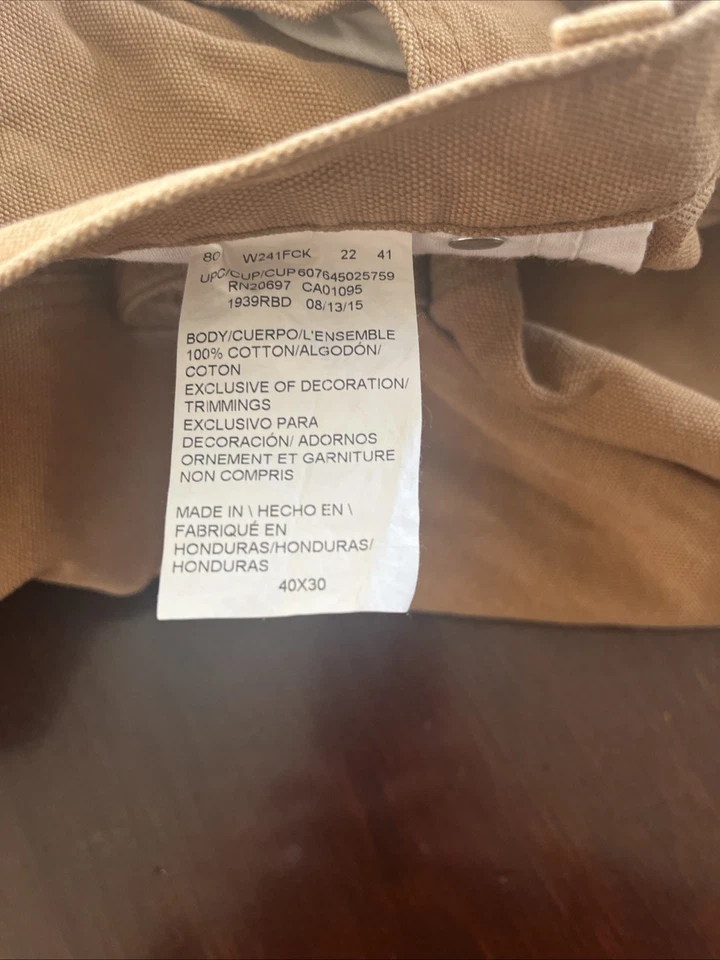 80 W241FCK 22 41
UPC/CUP/CUP 607645025759
RN20697 CA01095
1939RBD 08/13/15
BODY/CUERPO/L'ENSEMBLE
100% COTTON/ALGODÓN/
COTON
EXCLUSIVE OF DECORATION/
TRIMMINGS
EXCLUSIVO PARA
DECORACIÓN/ ADORNOS
ORNEMENT ET GARNITURE
NON COMPRIS
MADE IN \ HECHO EN \
FABRIQUÉ EN
HONDURAS/HONDURAS/
HONDURAS
40X30